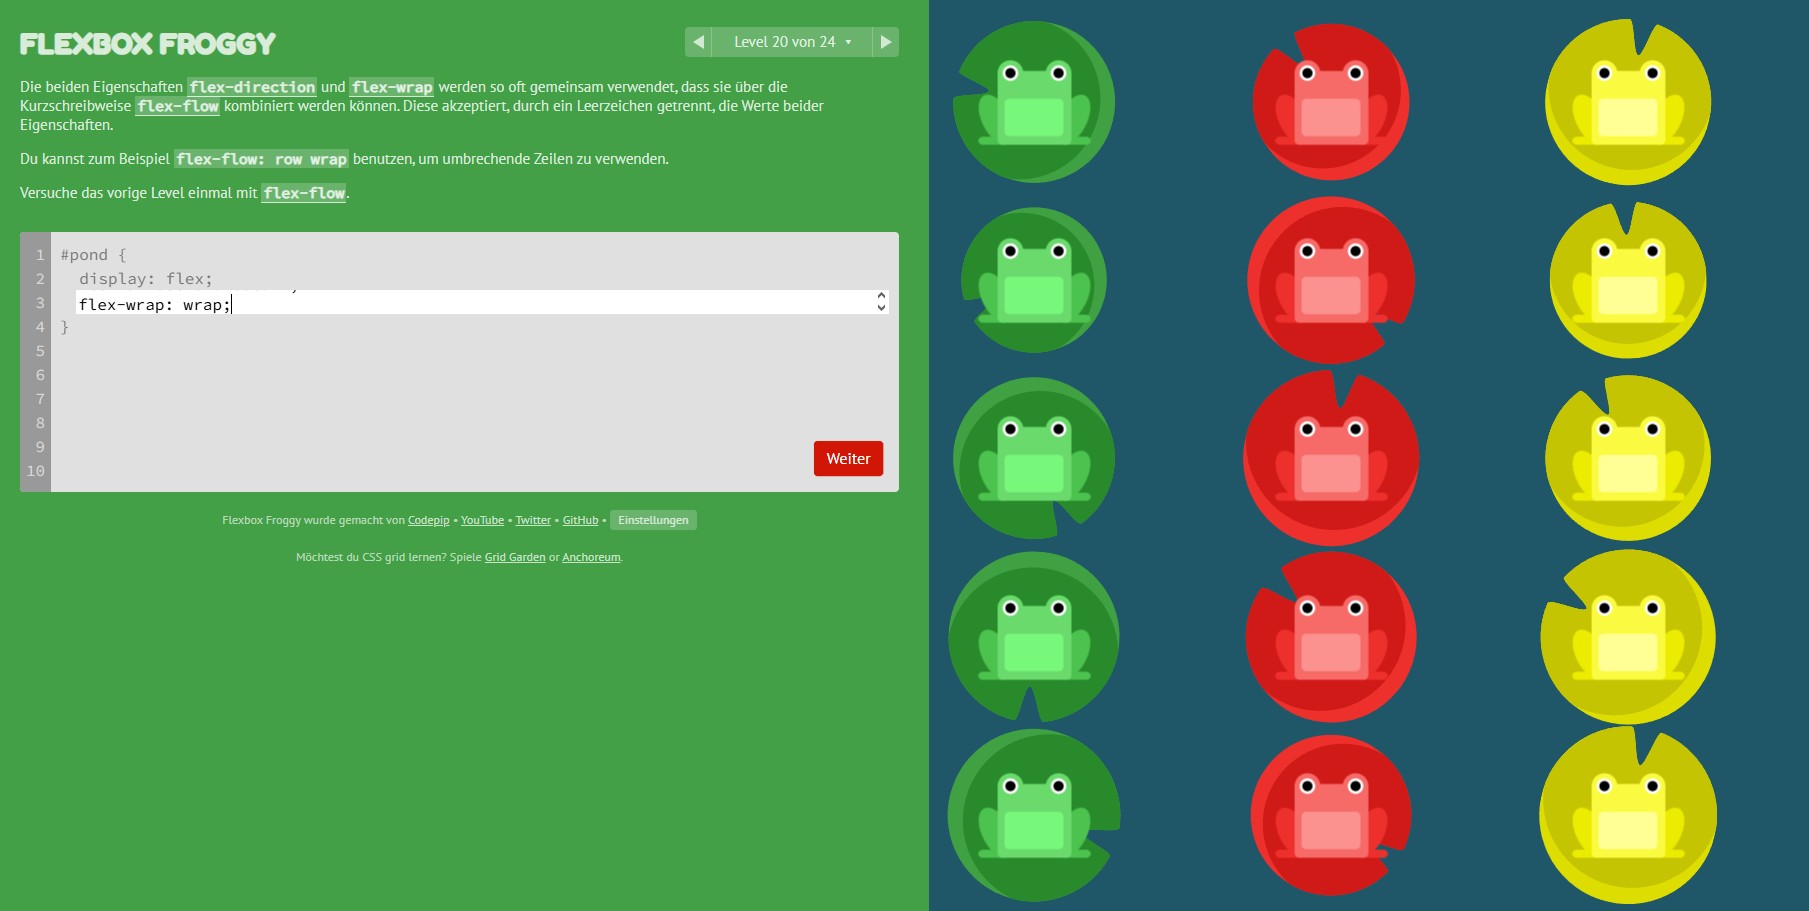 FLEXBOX FROGGY
Level 20 von 24
Die beiden Eigenschaften flex-direction und flex-wrap werden so oft gemeinsam verwendet, dass sie über die
Kurzschreibweise flex-flow kombiniert werden können. Diese akzeptiert, durch ein Leerzeichen getrennt, die Werte beider
Eigenschaften.
Du kannst zum Beispiel flex-flow: row wrap benutzen, um umbrechende Zeilen zu verwenden.
Versuche das vorige Level einmal mit flex-flow.
1 #pond {
2 display: flex;
3 flex-wrap: wrap;
4 }
5
6
7
8
9
10
Weiter
Flexbox Froggy wurde gemacht von Codepip • YouTube • Twitter • GitHub • Einstellungen
Möchtest du CSS grid lernen? Spiele Grid Garden or Anchoreum.